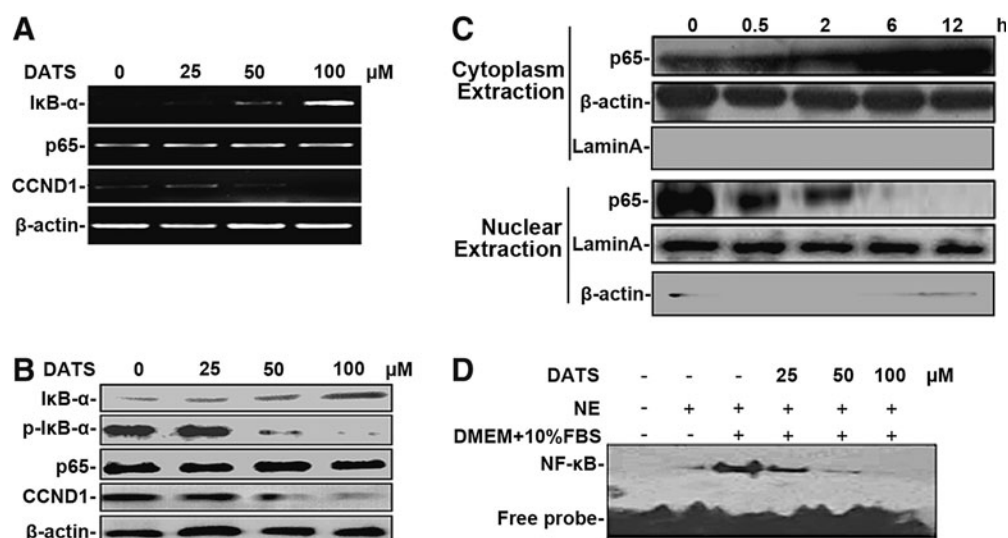 A
DATS 0 25 50 100 μM
IκB-α-
p65-
CCND1-
β-actin-
B
DATS 0 25 50 100 μM
IκB-α-
p-IκB-α-
p65-
CCND1-
β-actin-
C
0 0.5 2 6 12 h
Cytoplasm
Extraction
p65-
β-actin-
LaminA-
Nuclear
Extraction
p65-
LaminA-
β-actin-
D
DATS - - - 25 50 100 μM
NE - + + + + +
DMEM+10%FBS - - + + + +
NF-κB-
Free probe-